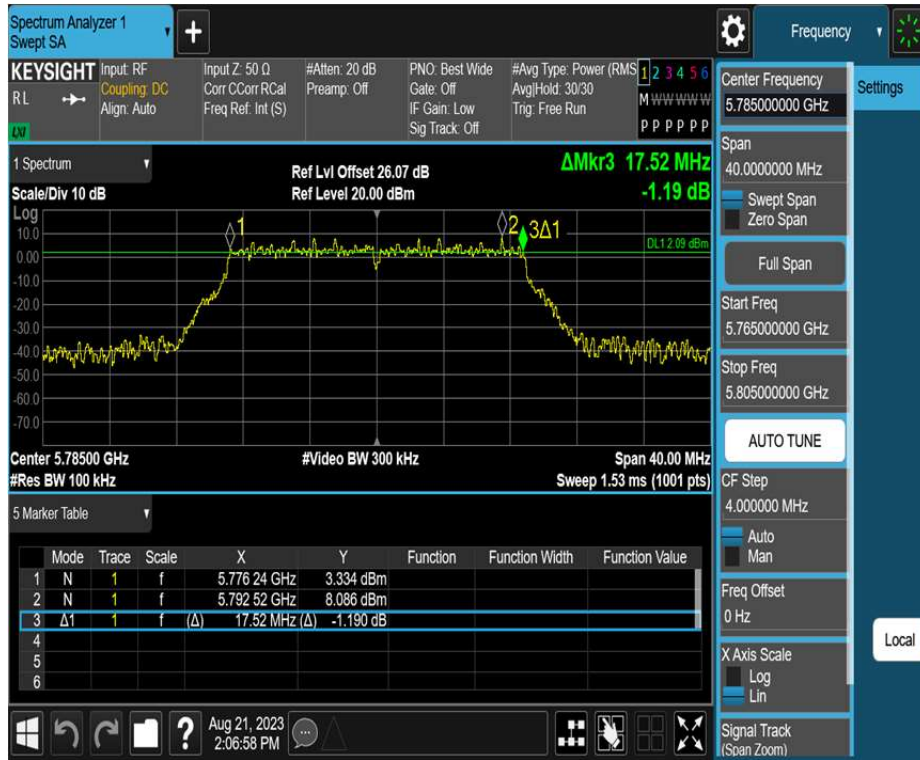 Spectrum Analyzer 1
Swept SA
+
Frequency
KEYSIGHT
RL
LXI
Input: RF
Coupling: DC
Align: Auto
Input Z: 50 Ω
Corr CCorr RCal
Freq Ref: Int (S)
#Atten: 20 dB
Preamp: Off
PNO: Best Wide
Gate: Off
IF Gain: Low
Sig Track: Off
#Avg Type: Power (RMS
Avg|Hold: 30/30
Trig: Free Run
1 2 3 4 5 6
M W W W W W
P P P P P P
1 Spectrum
Scale/Div 10 dB
Ref Lvl Offset 26.07 dB
Ref Level 20.00 dBm
ΔMkr3 17.52 MHz
-1.19 dB
Log
10.0
0.00
-10.0
-20.0
-30.0
-40.0
-50.0
-60.0
-70.0
1
2
3Δ1
DL1 2.09 dBm
Center 5.78500 GHz
#Res BW 100 kHz
#Video BW 300 kHz
Span 40.00 MHz
Sweep 1.53 ms (1001 pts)
5 Marker Table
Mode Trace Scale X Y Function Function Width Function Value
1 N 1 f 5.776 24 GHz 3.334 dBm
2 N 1 f 5.792 52 GHz 8.086 dBm
3 Δ1 1 f (Δ) 17.52 MHz (Δ) -1.190 dB
4
5
6
?
Aug 21, 2023
2:06:58 PM
Center Frequency
5.785000000 GHz
Span
40.0000000 MHz
Swept Span
Zero Span
Full Span
Start Freq
5.765000000 GHz
Stop Freq
5.805000000 GHz
AUTO TUNE
CF Step
4.000000 MHz
Auto
Man
Freq Offset
0 Hz
X Axis Scale
Log
Lin
Signal Track
(Span Zoom)
Settings
Local